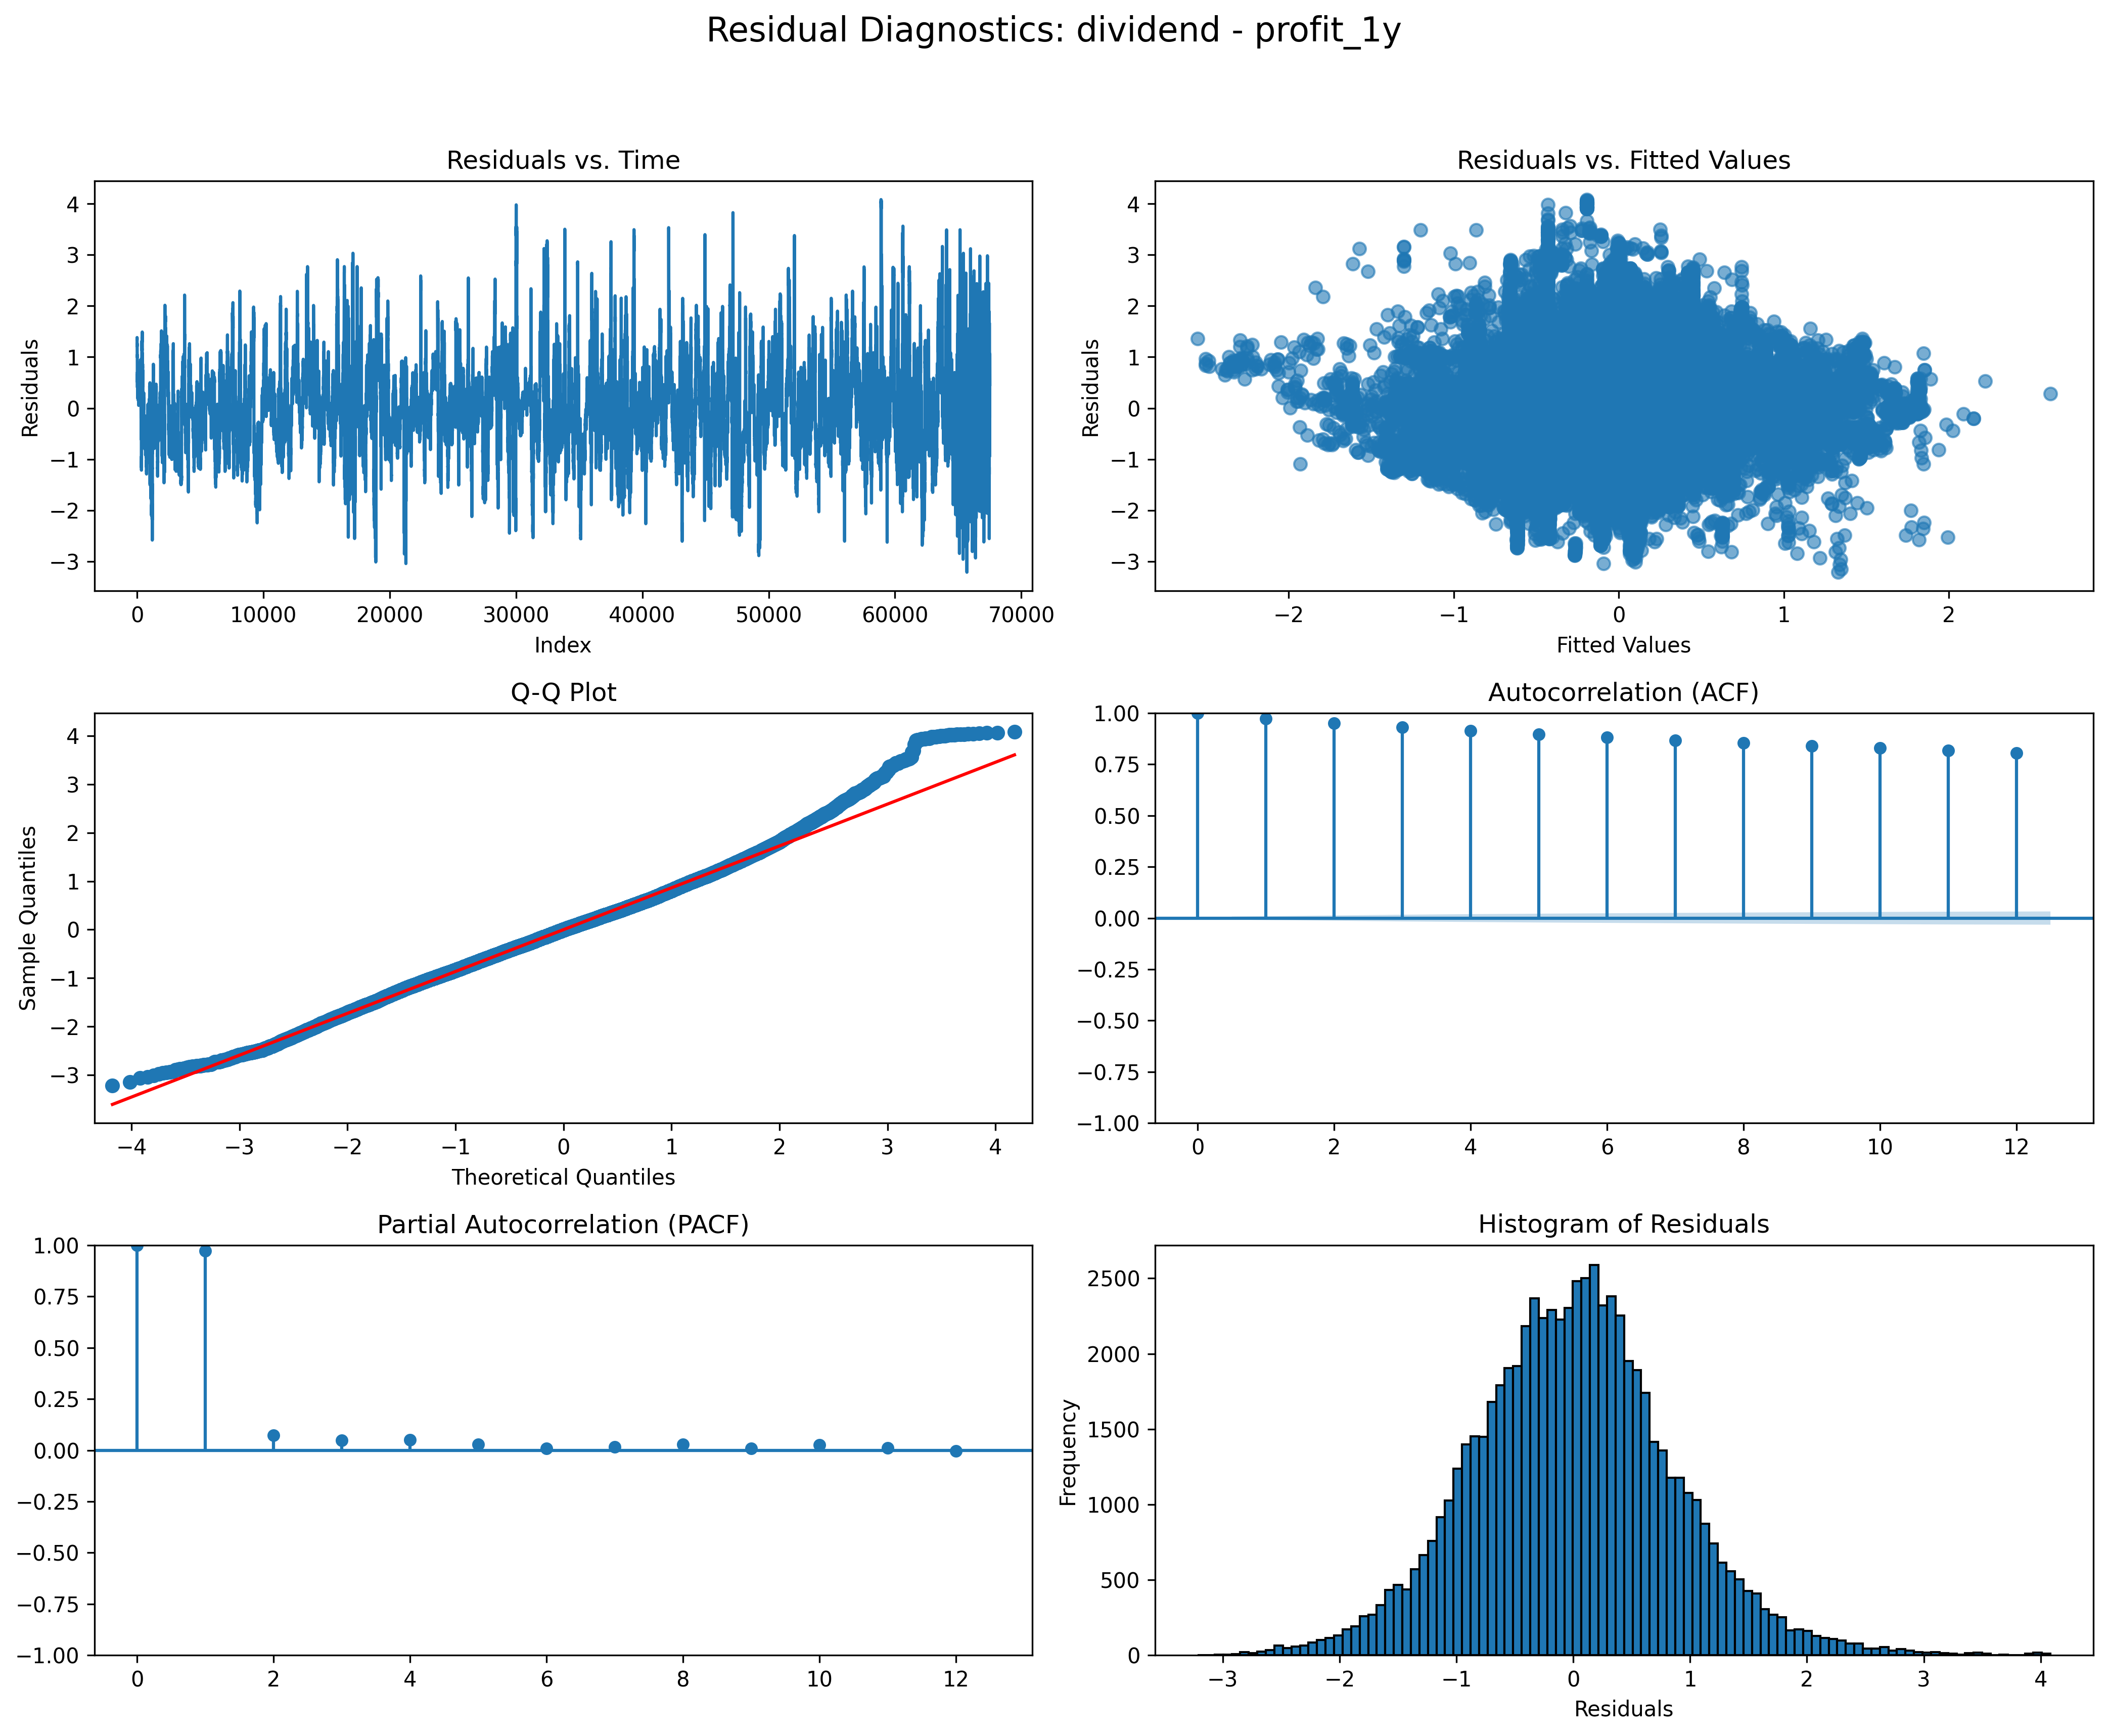 Residual Diagnostics: dividend - profit_1y
Residuals vs. Time
Residuals
4
3
2
1
0
−1
−2
−3
0 10000 20000 30000 40000 50000 60000 70000
Index
Residuals vs. Fitted Values
Residuals
4
3
2
1
0
−1
−2
−3
−2 −1 0 1 2
Fitted Values
Q-Q Plot
Sample Quantiles
4
3
2
1
0
−1
−2
−3
−4 −3 −2 −1 0 1 2 3 4
Theoretical Quantiles
Autocorrelation (ACF)
1.00
0.75
0.50
0.25
0.00
−0.25
−0.50
−0.75
−1.00
0 2 4 6 8 10 12
Partial Autocorrelation (PACF)
1.00
0.75
0.50
0.25
0.00
−0.25
−0.50
−0.75
−1.00
0 2 4 6 8 10 12
Histogram of Residuals
Frequency
2500
2000
1500
1000
500
0
−3 −2 −1 0 1 2 3 4
Residuals